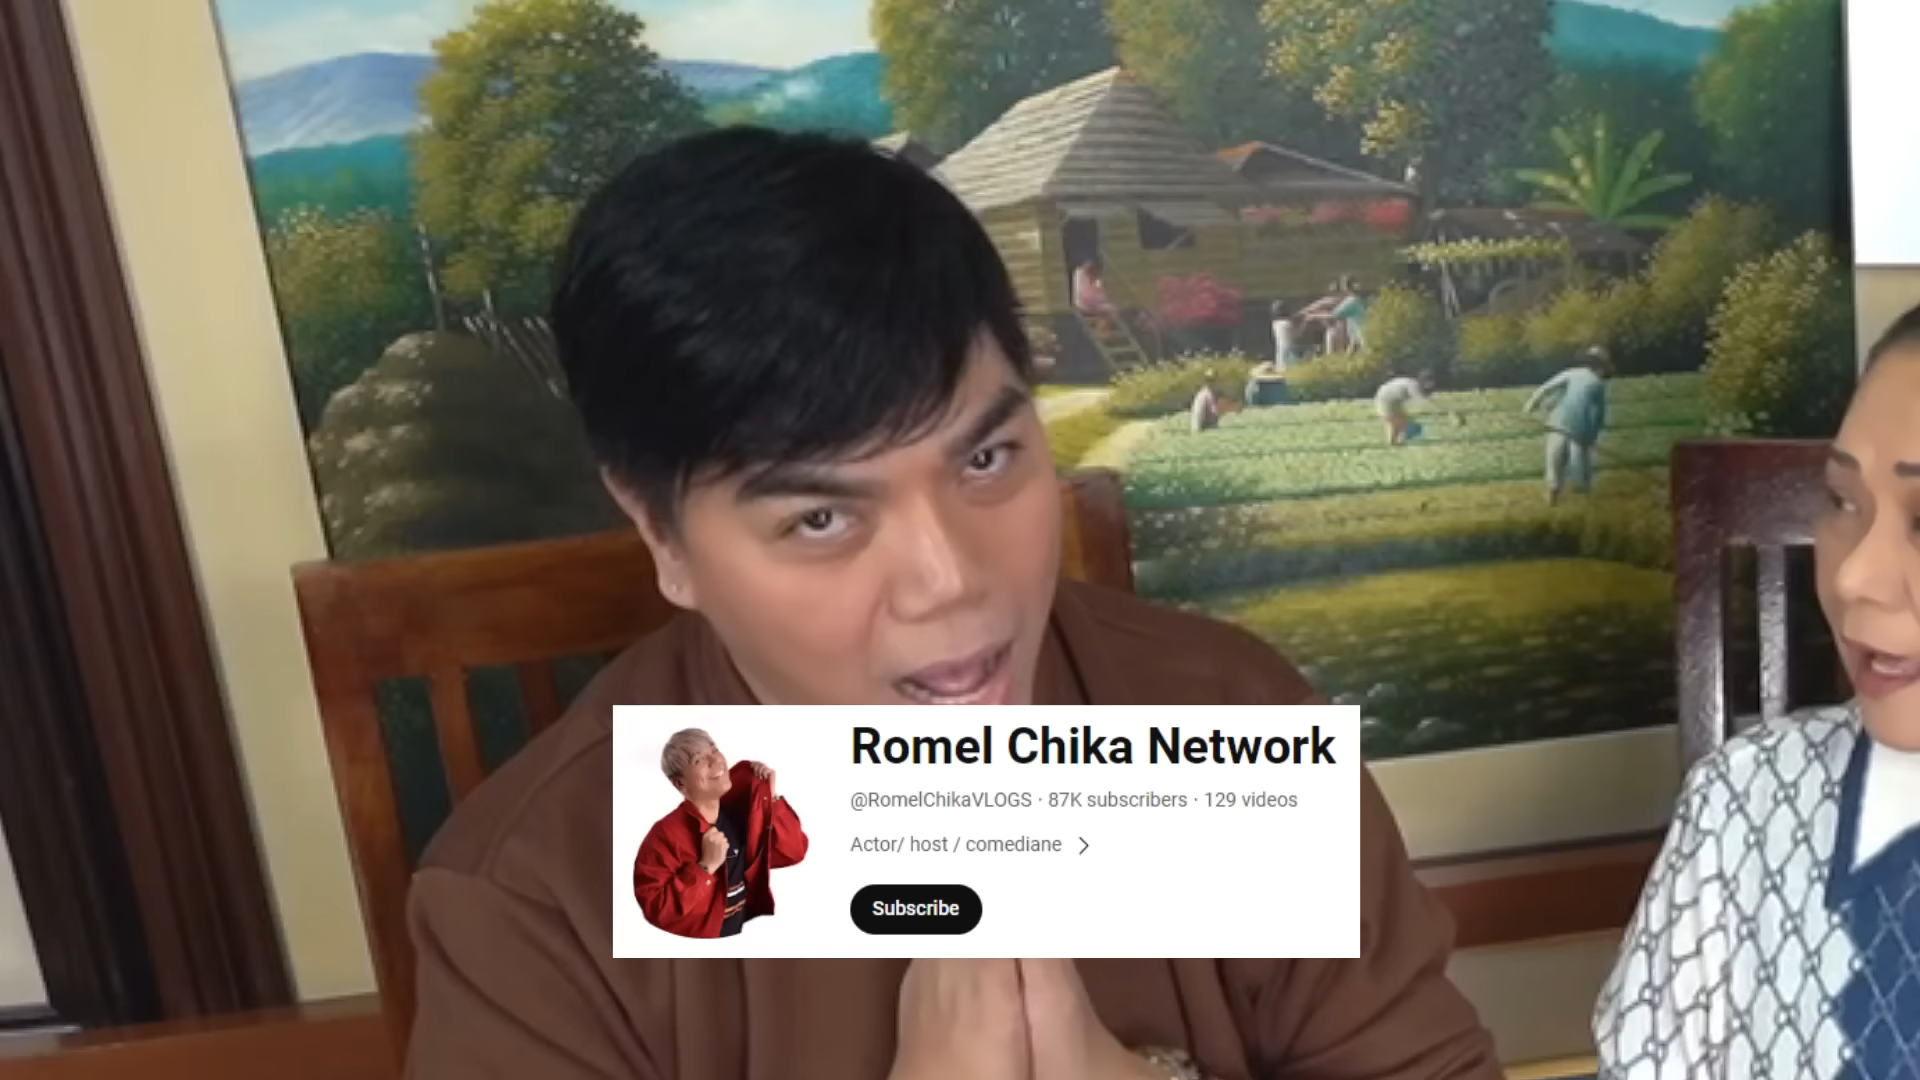 Romel Chika Network
@RomelChikaVLOGS · 87K subscribers · 129 videos
Actor/ host / comediane
Subscribe